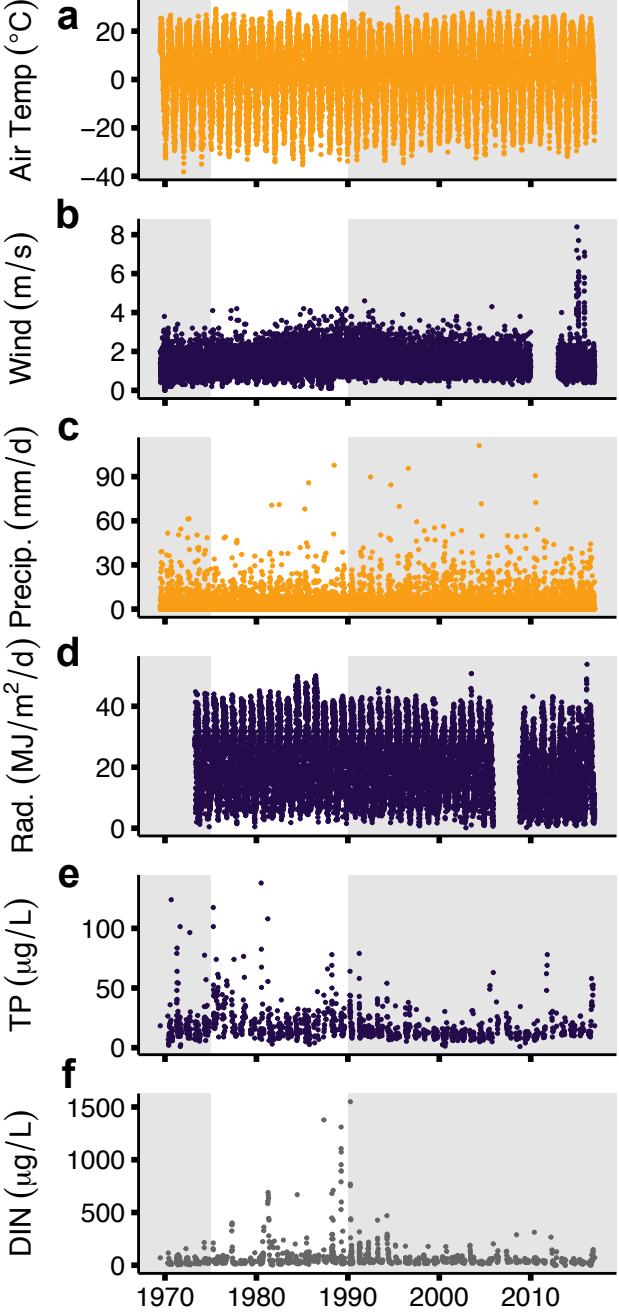 a
Air Temp (°C)
20
0
−20
−40
b
Wind (m/s)
8
6
4
2
0
c
Precip. (mm/d)
90
60
30
0
d
Rad. (MJ/m²/d)
40
20
0
e
TP (μg/L)
100
50
0
f
DIN (μg/L)
1500
1000
500
0
1970 1980 1990 2000 2010